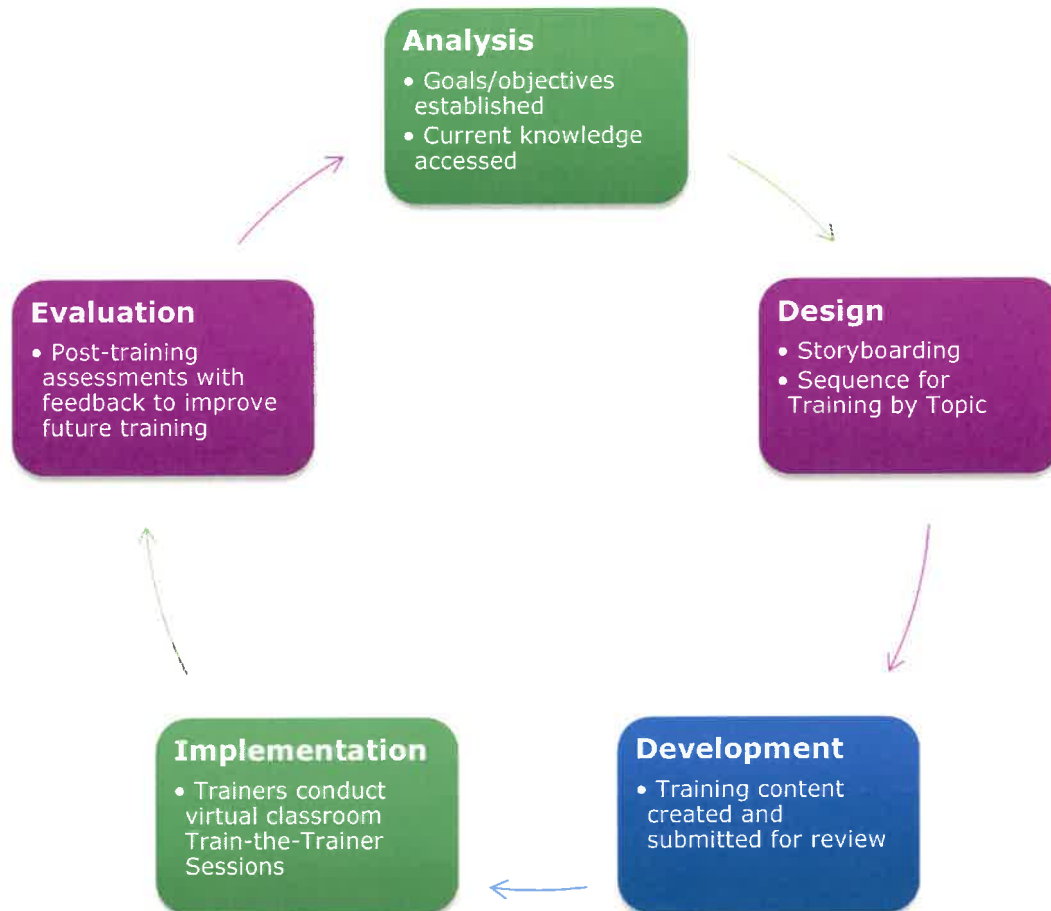 Analysis
• Goals/objectives
established
• Current knowledge
accessed
Design
• Storyboarding
• Sequence for
Training by Topic
Development
• Training content
created and
submitted for review
Implementation
• Trainers conduct
virtual classroom
Train-the-Trainer
Sessions
Evaluation
• Post-training
assessments with
feedback to improve
future training